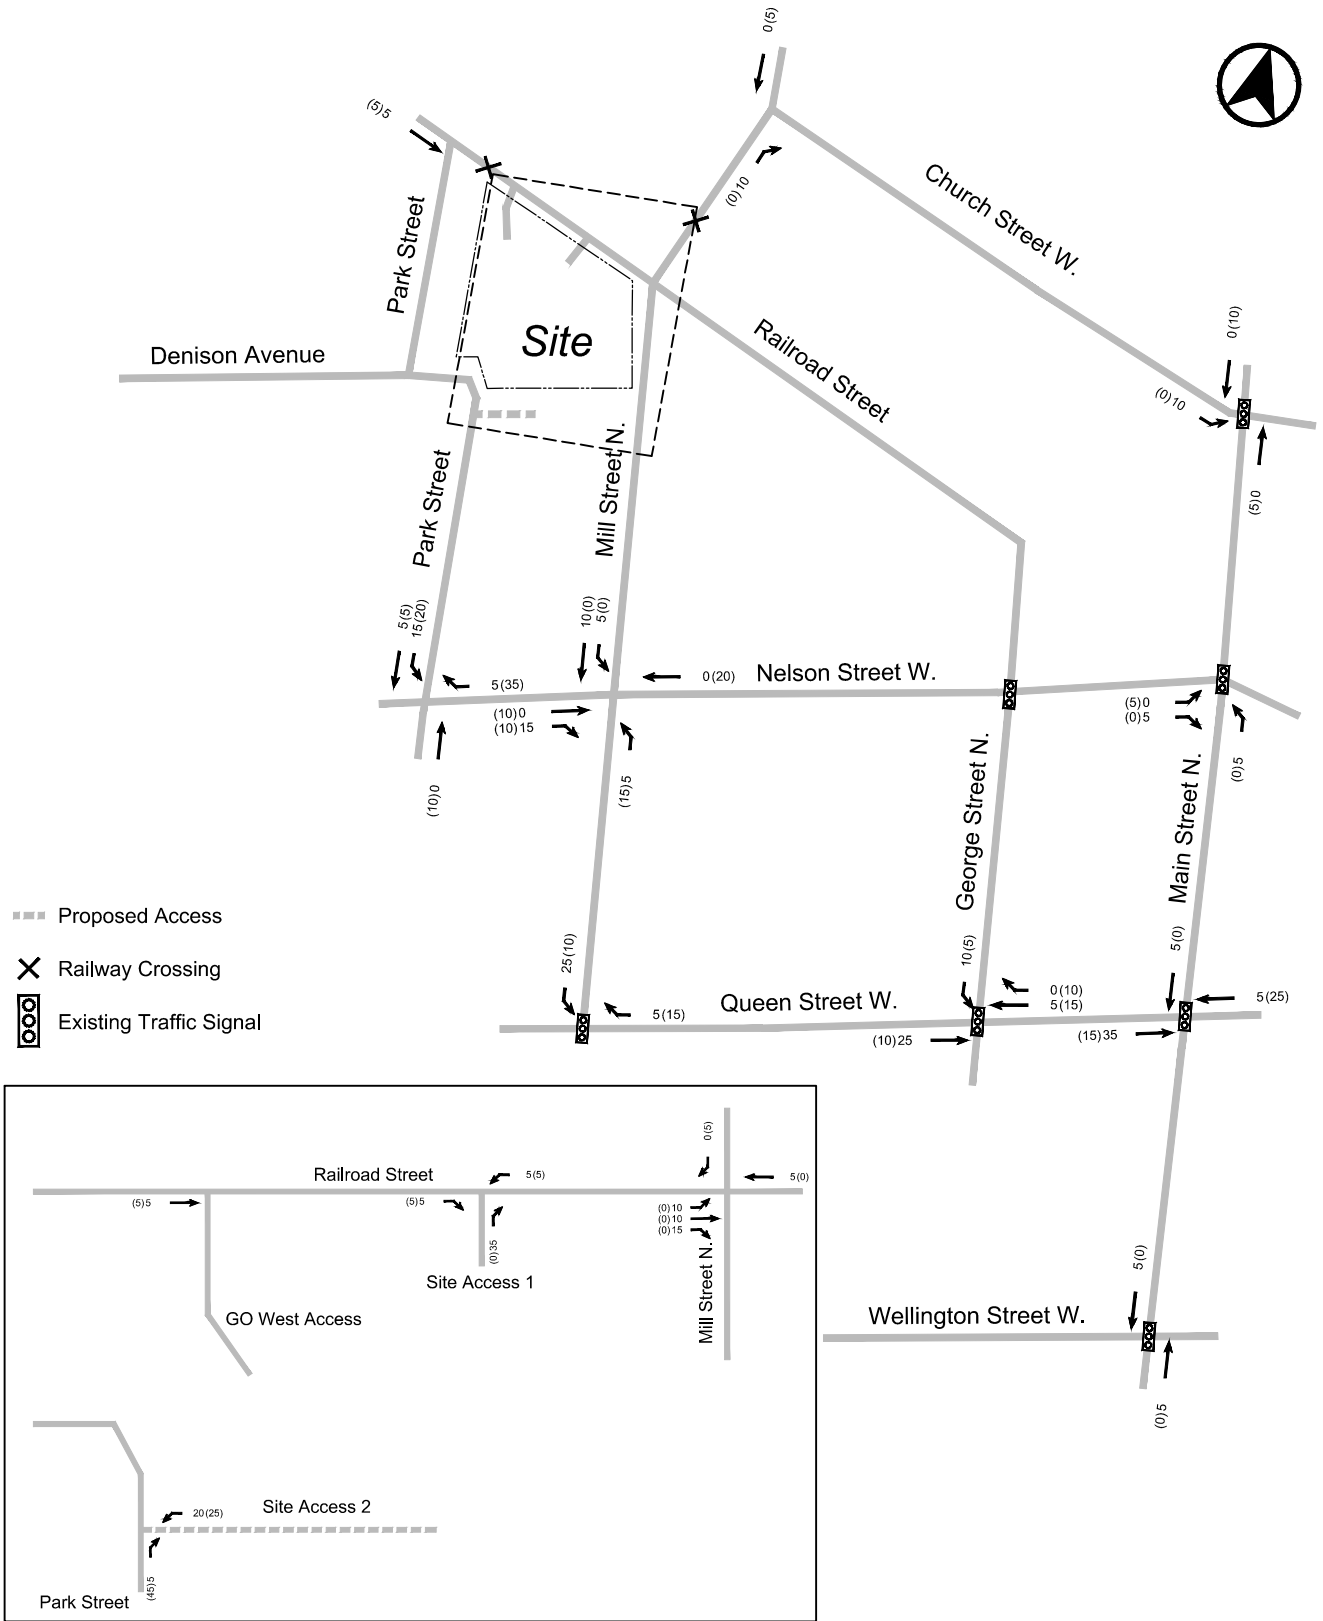 0(5)
(5)5
(0)10
Church Street W.
Park Street
Site
Railroad Street
0(10)
Denison Avenue
(0)10
(5)0
Park Street
Mill Street N.
5(5)
15(20)
10(0)
5(0)
5(35)
0(20)
Nelson Street W.
(10)0
(10)15
(5)0
(0)5
(10)0
(15)5
(0)5
George Street N.
Main Street N.
Proposed Access
Railway Crossing
Existing Traffic Signal
25(10)
5(15)
Queen Street W.
10(5)
0(10)
5(15)
(10)25
5(0)
5(25)
(15)35
Railroad Street
(5)5
(5)5
5(5)
0(5)
5(0)
(0)10
(0)10
(0)15
(0)35
Site Access 1
Mill Street N.
GO West Access
5(0)
Wellington Street W.
(0)5
Site Access 2
20(25)
(45)5
Park Street